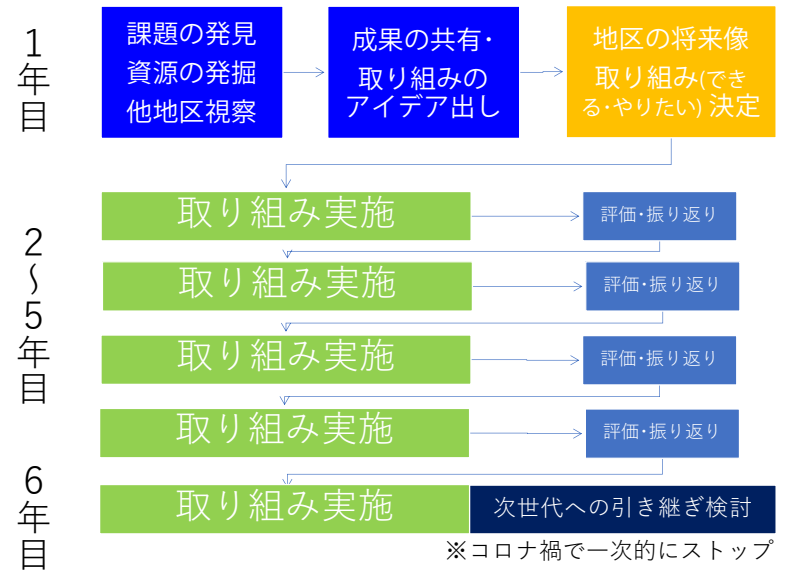 1年目
課題の発見
資源の発掘
他地区視察
成果の共有・
取り組みの
アイデア出し
地区の将来像
取り組み(でき
る・やりたい) 決定
2～5年目
取り組み実施
評価・振り返り
取り組み実施
評価・振り返り
取り組み実施
評価・振り返り
取り組み実施
評価・振り返り
6年目
取り組み実施
次世代への引き継ぎ検討
※コロナ禍で一次的にストップ